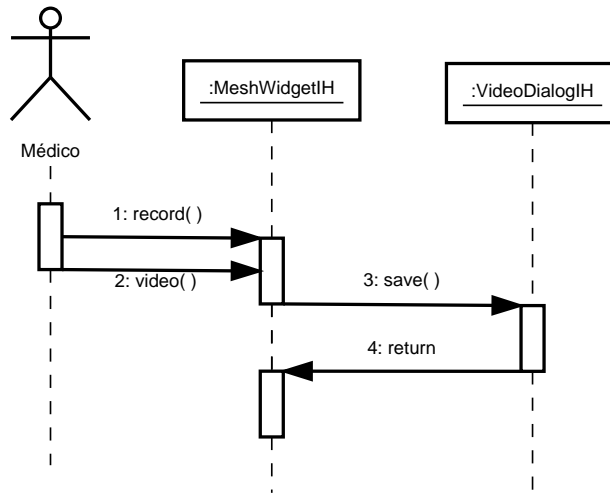 :MeshWidgetIH
:VideoDialogIH
Médico
1: record( )
2: video( )
3: save( )
4: return